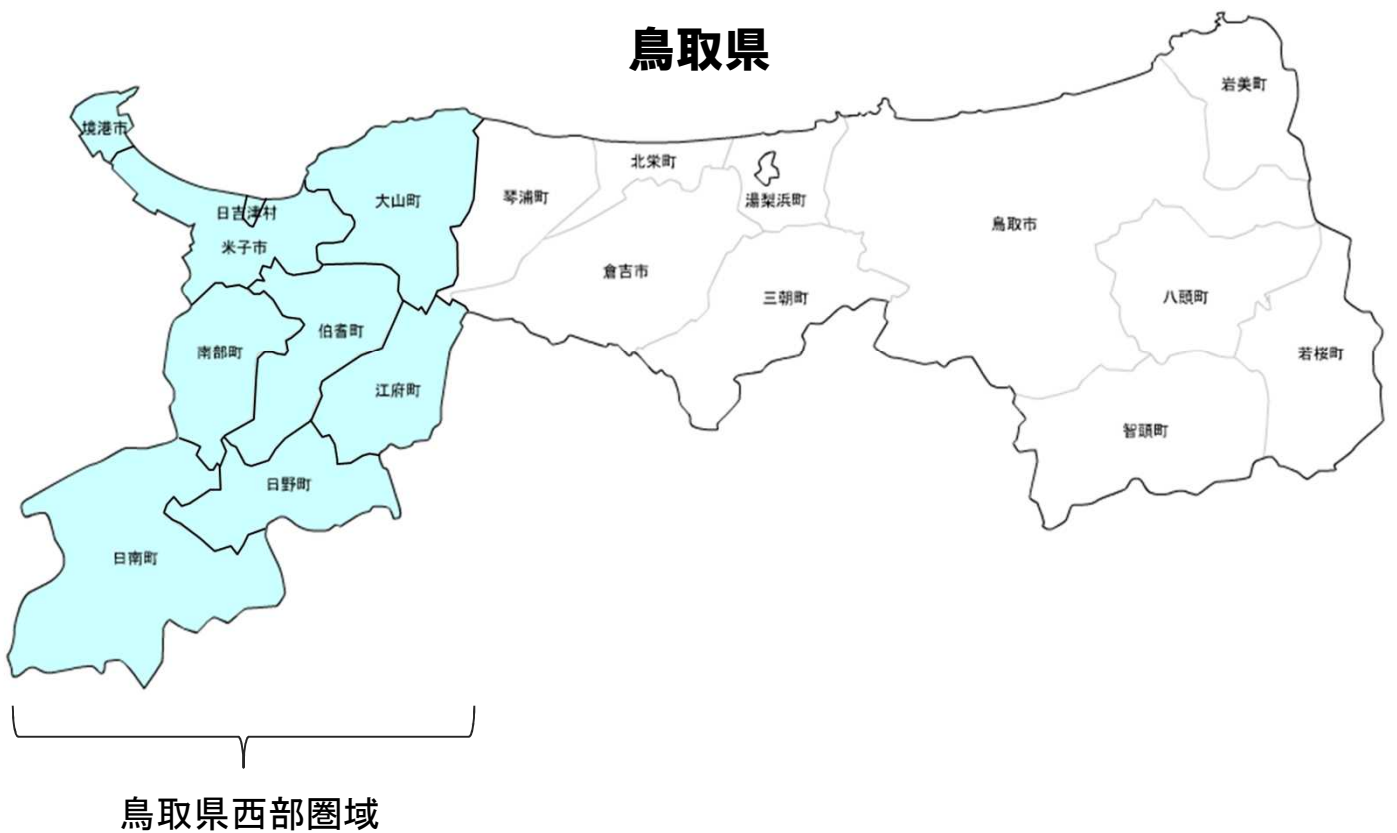 鳥取県
岩美町
境港市
北栄町
大山町
琴浦町
湯梨浜町
日吉津村
鳥取市
米子市
倉吉市
三朝町
八頭町
伯耆町
南部町
若桜町
江府町
智頭町
日野町
日南町
鳥取県西部圏域